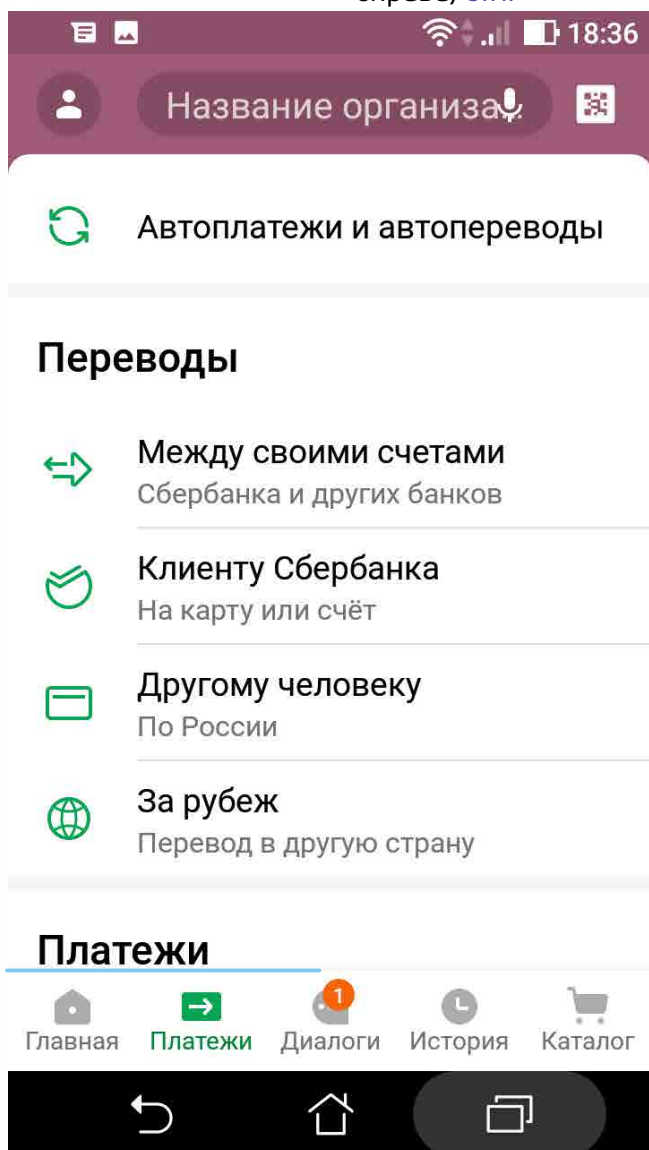 18:36
Название организа
Автоплатежи и автопереводы
Переводы
Между своими счетами
Сбербанка и других банков
Клиенту Сбербанка
На карту или счёт
Другому человеку
По России
За рубеж
Перевод в другую страну
Платежи
1
Главная Платежи Диалоги История Каталог